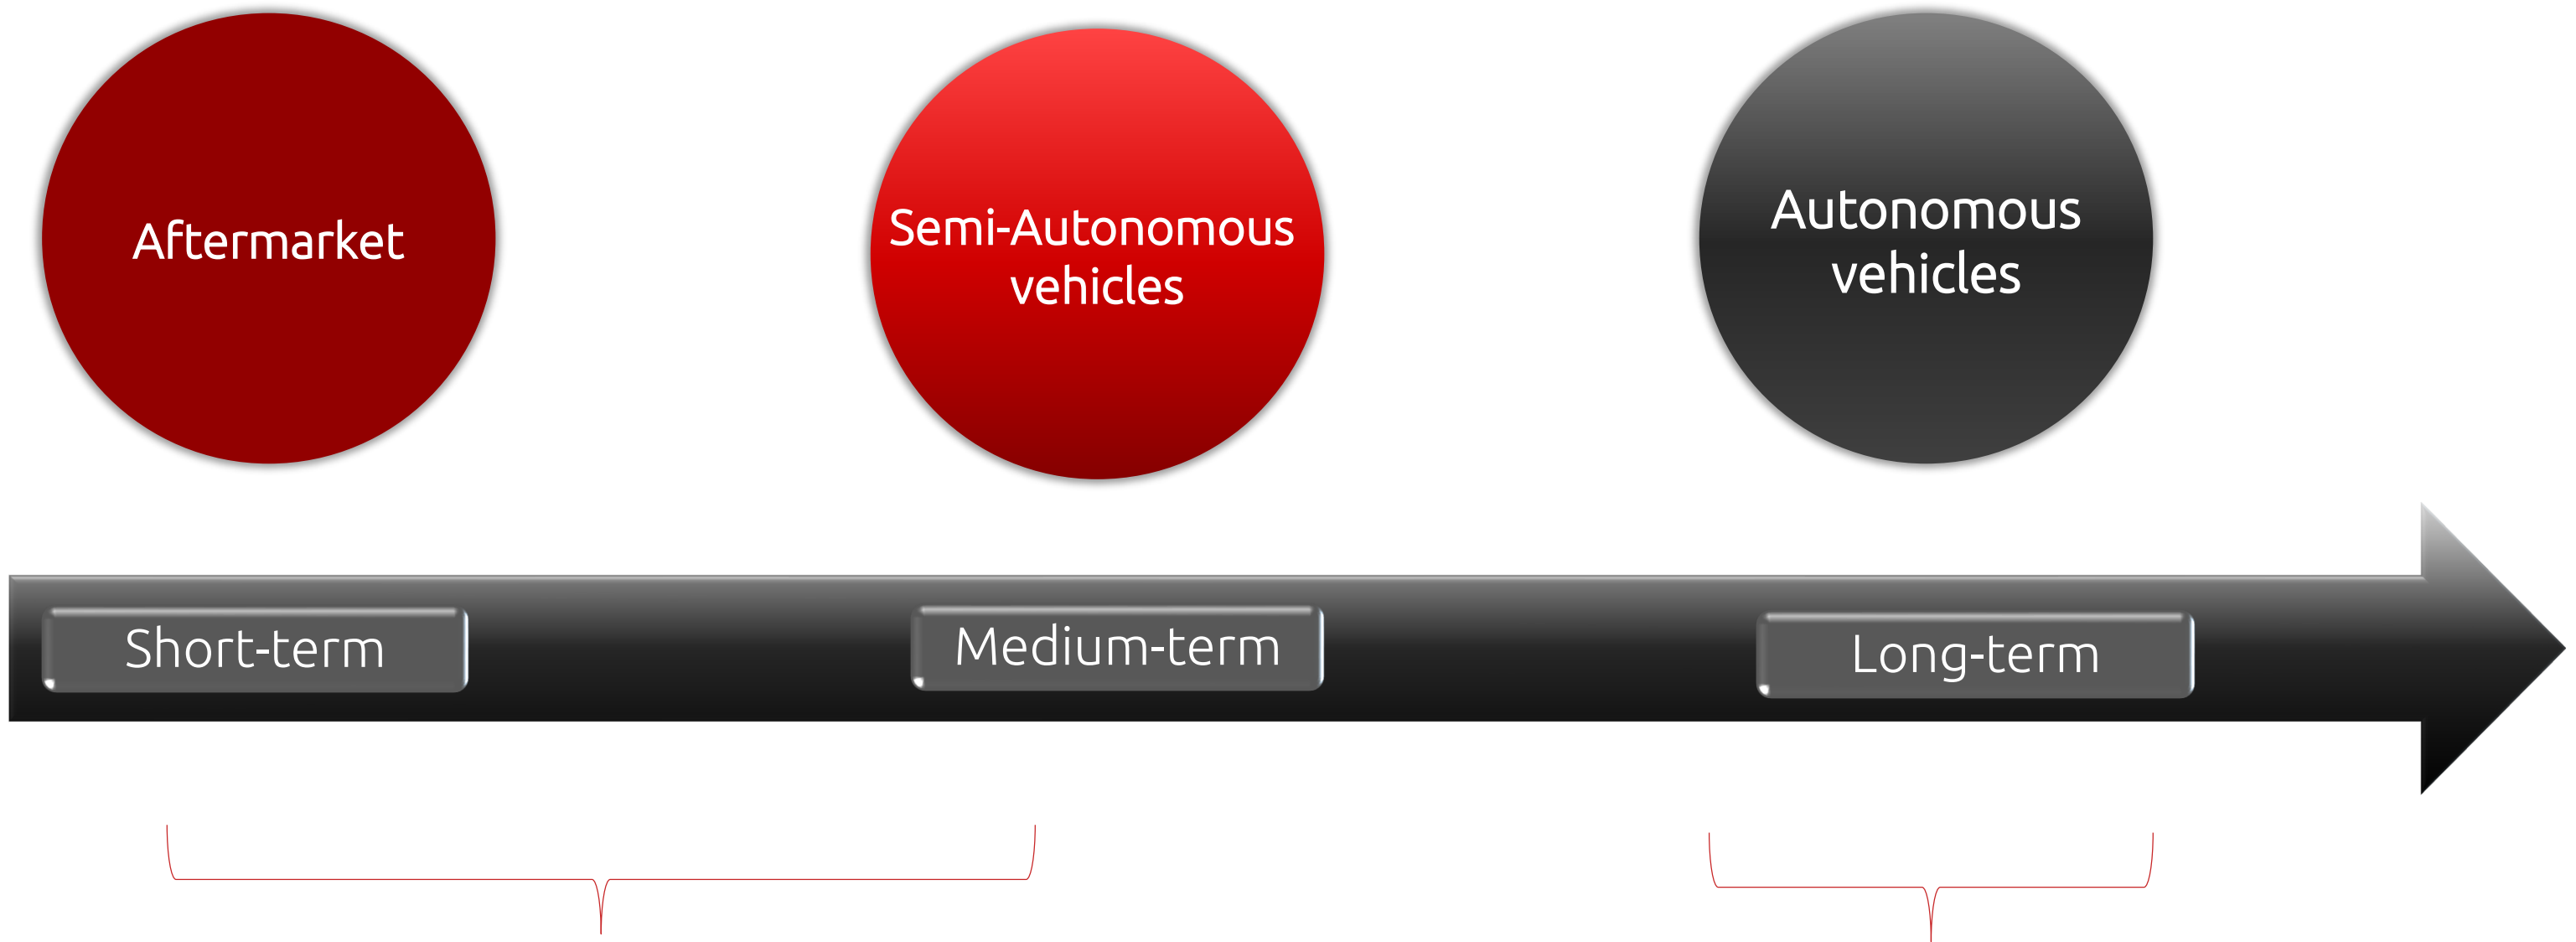 Aftermarket
Semi-Autonomous
vehicles
Autonomous
vehicles
Short-term
Medium-term
Long-term